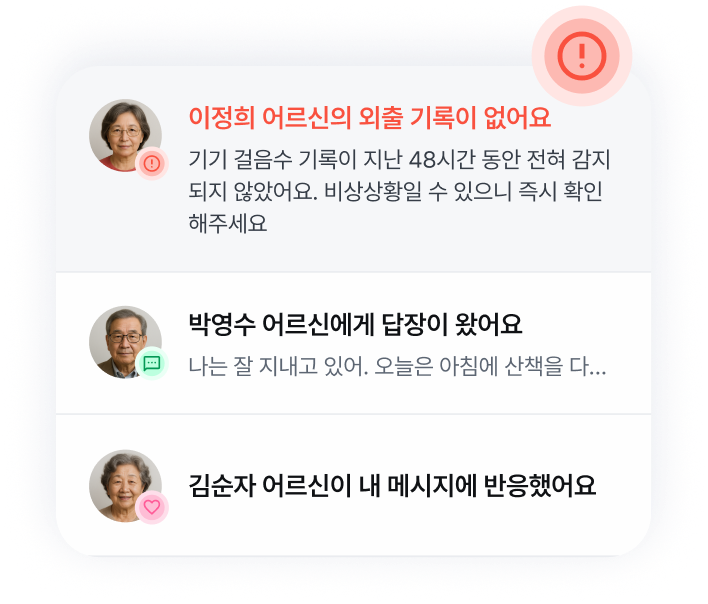 이정희 어르신의 외출 기록이 없어요
기기 걸음수 기록이 지난 48시간 동안 전혀 감지
되지 않았어요. 비상상황일 수 있으니 즉시 확인
해주세요
박영수 어르신에게 답장이 왔어요
나는 잘 지내고 있어. 오늘은 아침에 산책을 다...
김순자 어르신이 내 메시지에 반응했어요